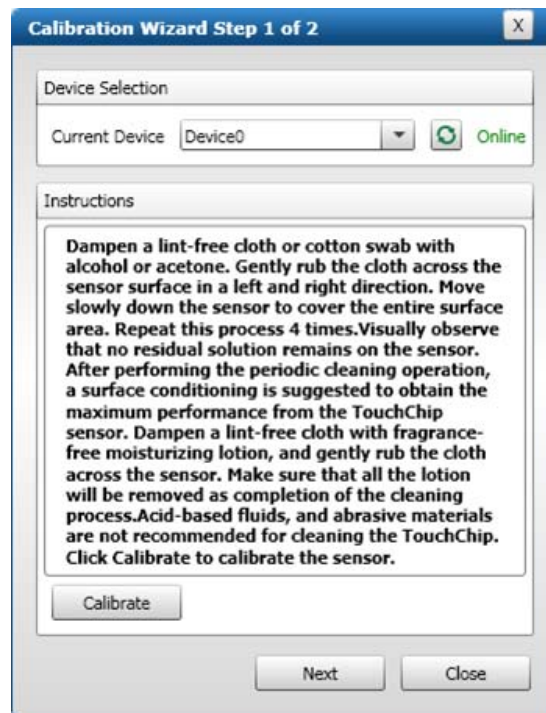 Calibration Wizard Step 1 of 2
X
Device Selection
Current Device Device0 Online
Instructions
Dampen a lint-free cloth or cotton swab with
alcohol or acetone. Gently rub the cloth across the
sensor surface in a left and right direction. Move
slowly down the sensor to cover the entire surface
area. Repeat this process 4 times.Visually observe
that no residual solution remains on the sensor.
After performing the periodic cleaning operation,
a surface conditioning is suggested to obtain the
maximum performance from the TouchChip
sensor. Dampen a lint-free cloth with fragrance-
free moisturizing lotion, and gently rub the cloth
across the sensor. Make sure that all the lotion
will be removed as completion of the cleaning
process.Acid-based fluids, and abrasive materials
are not recommended for cleaning the TouchChip.
Click Calibrate to calibrate the sensor.
Calibrate
Next Close